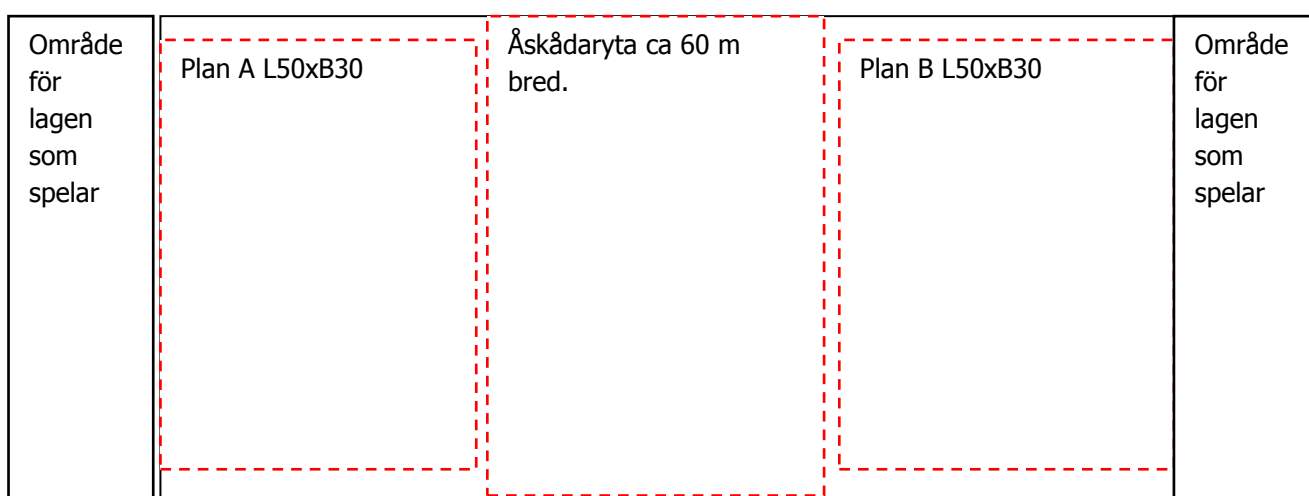 Område
för
lagen
som
spelar
Plan A L50xB30
Åskådaryta ca 60 m
bred.
Plan B L50xB30
Område
för
lagen
som
spelar